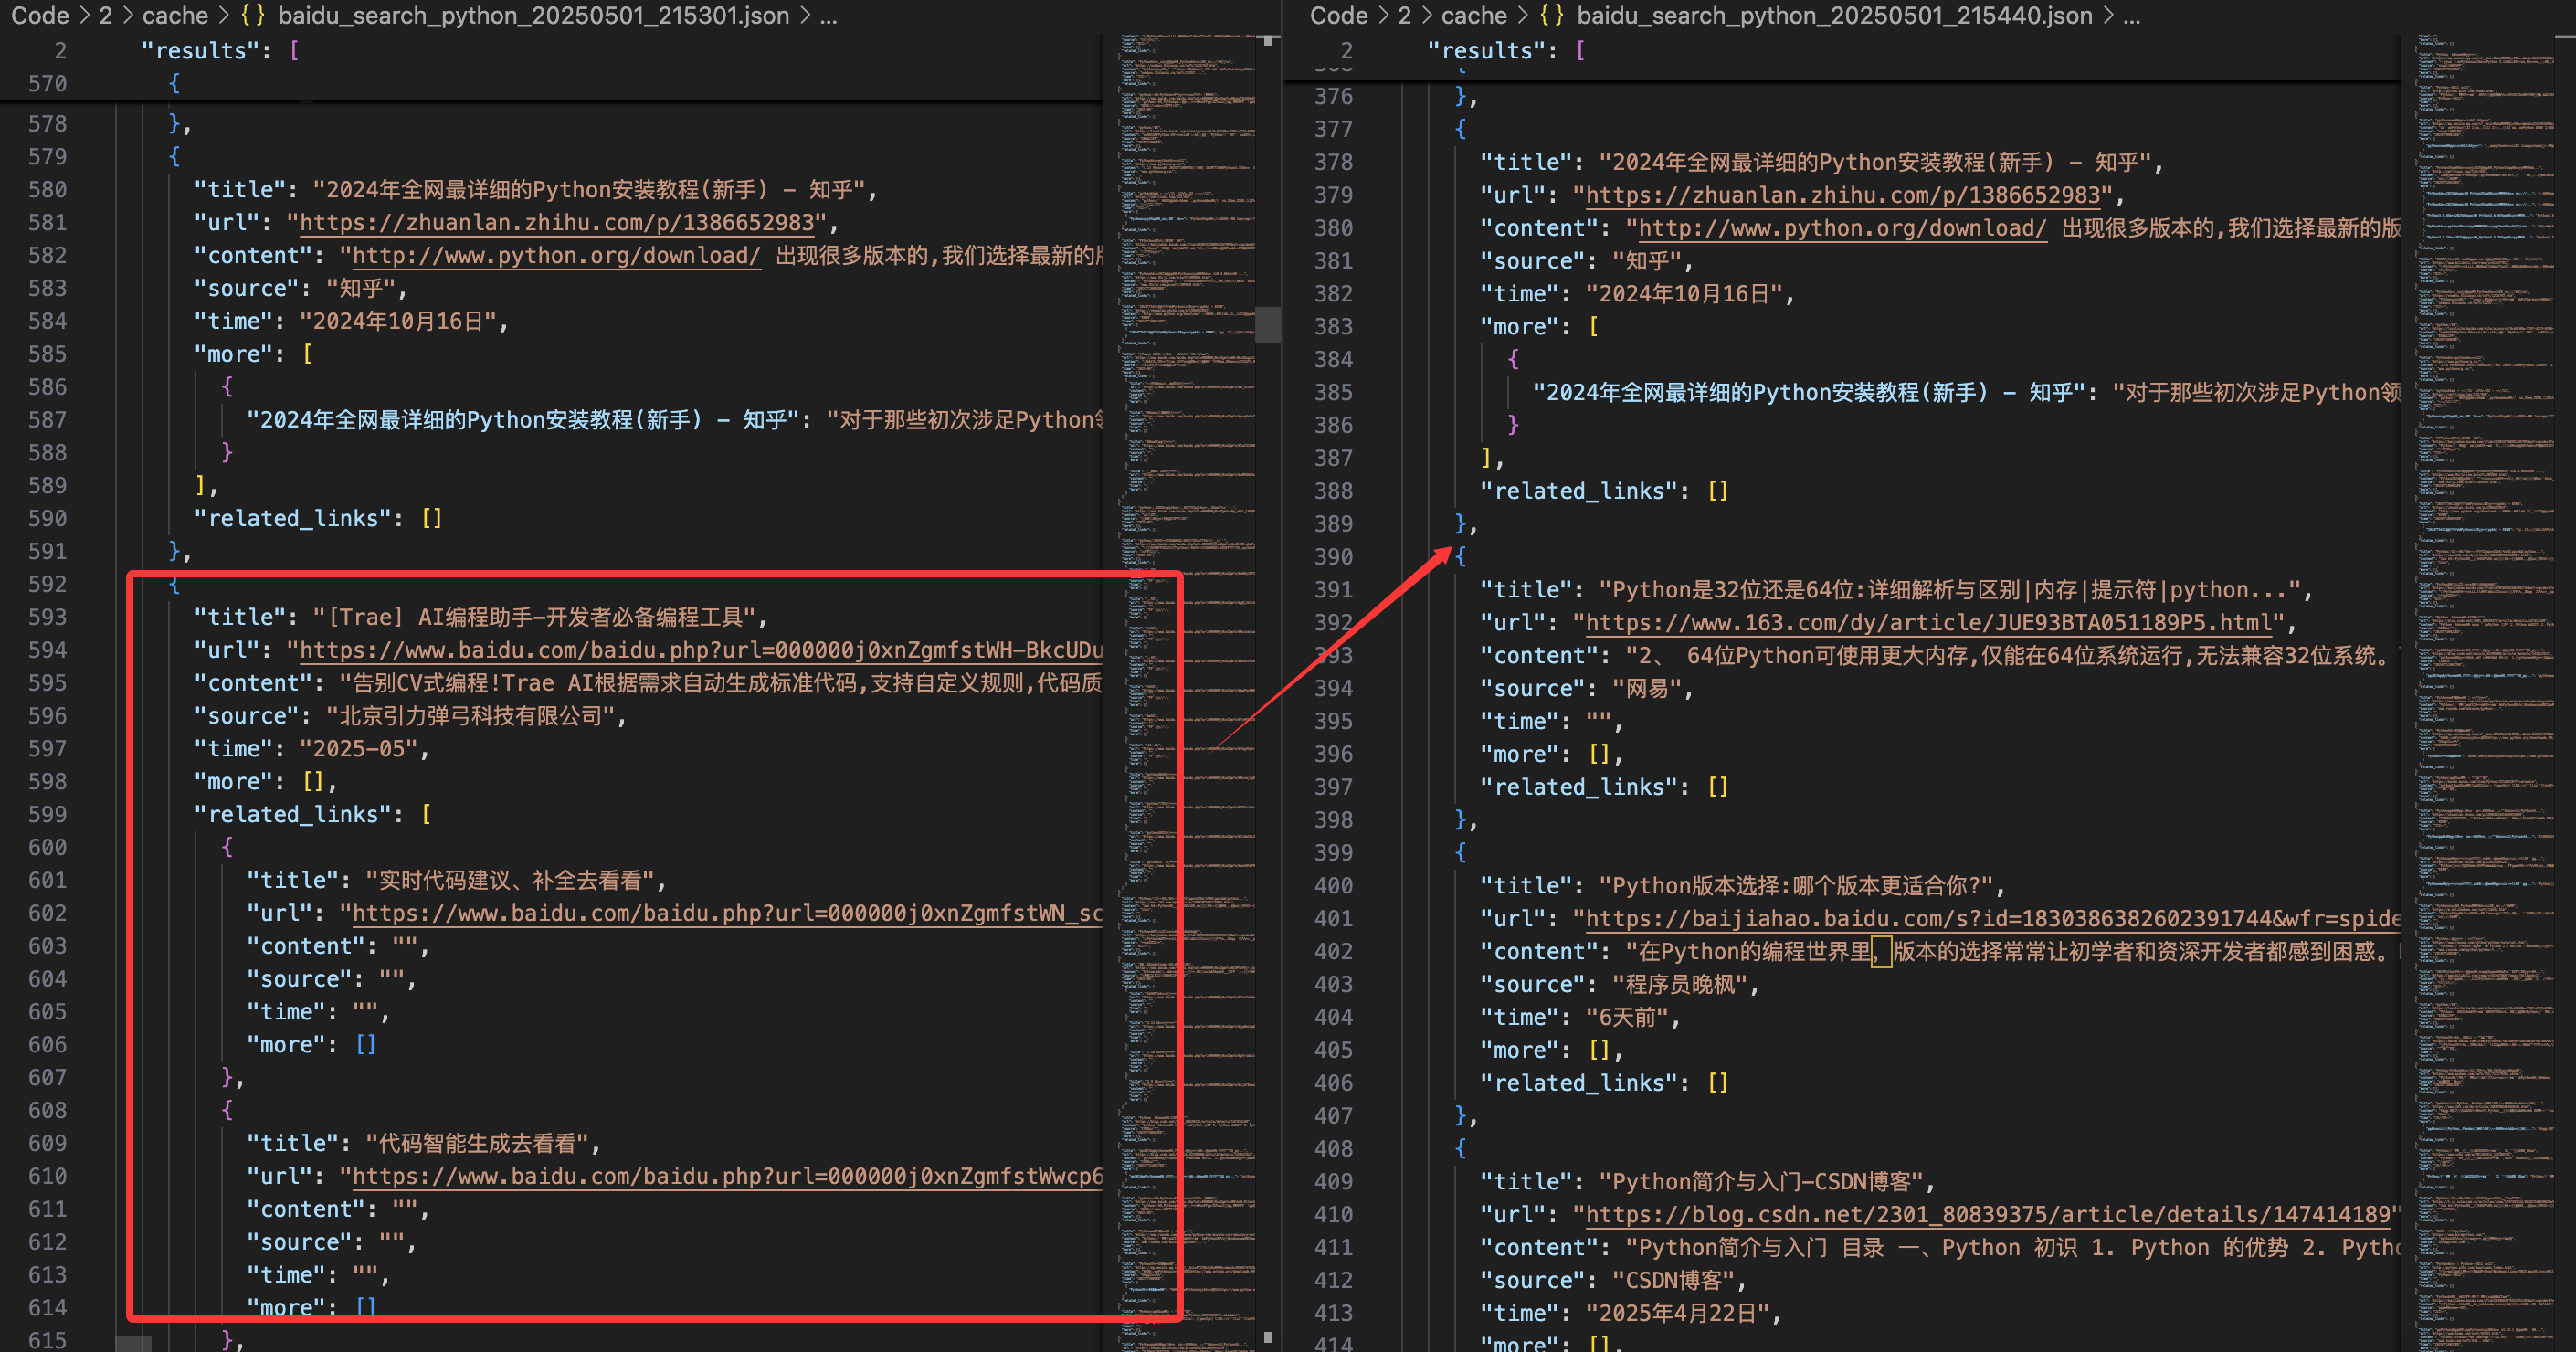 Code > 2 > cache > {} baidu_search_python_20250501_215301.json > ...
2 "results": [
570 {
578 },
579 {
580 "title": "2024年全网最详细的Python安装教程(新手) - 知乎",
581 "url": "https://zhuanlan.zhihu.com/p/1386652983",
582 "content": "http://www.python.org/download/ 出现很多版本的,我们选择最新的版
583 "source": "知乎",
584 "time": "2024年10月16日",
585 "more": [
586 {
587 "2024年全网最详细的Python安装教程(新手) - 知乎": "对于那些初次涉足Python领
588 }
589 ],
590 "related_links": []
591 },
592 {
593 "title": "[Trae] AI编程助手-开发者必备编程工具",
594 "url": "https://www.baidu.com/baidu.php?url=000000j0xnZgmfstWH-BkcUDu
595 "content": "告别CV式编程!Trae AI根据需求自动生成标准代码,支持自定义规则,代码质
596 "source": "北京引力弹弓科技有限公司",
597 "time": "2025-05",
598 "more": [],
599 "related_links": [
600 {
601 "title": "实时代码建议、补全去看看",
602 "url": "https://www.baidu.com/baidu.php?url=000000j0xnZgmfstWN_sc
603 "content": "",
604 "source": "",
605 "time": "",
606 "more": []
607 },
608 {
609 "title": "代码智能生成去看看",
610 "url": "https://www.baidu.com/baidu.php?url=000000j0xnZgmfstWwcp6
611 "content": "",
612 "source": "",
613 "time": "",
614 "more": []
615 },
Code > 2 > cache > {} baidu_search_python_20250501_215440.json > ...
2 "results": [
368 {
376 },
377 {
378 "title": "2024年全网最详细的Python安装教程(新手) - 知乎",
379 "url": "https://zhuanlan.zhihu.com/p/1386652983",
380 "content": "http://www.python.org/download/ 出现很多版本的,我们选择最新的版
381 "source": "知乎",
382 "time": "2024年10月16日",
383 "more": [
384 {
385 "2024年全网最详细的Python安装教程(新手) - 知乎": "对于那些初次涉足Python领
386 }
387 ],
388 "related_links": []
389 },
390 {
391 "title": "Python是32位还是64位:详细解析与区别|内存|提示符|python...",
392 "url": "https://www.163.com/dy/article/JUE93BTA051189P5.html",
393 "content": "2、 64位Python可使用更大内存,仅能在64位系统运行,无法兼容32位系统。
394 "source": "网易",
395 "time": "",
396 "more": [],
397 "related_links": []
398 },
399 {
400 "title": "Python版本选择:哪个版本更适合你?",
401 "url": "https://baijiahao.baidu.com/s?id=1830386382602391744&wfr=spide
402 "content": "在Python的编程世界里，版本的选择常常让初学者和资深开发者都感到困惑。
403 "source": "程序员晚枫",
404 "time": "6天前",
405 "more": [],
406 "related_links": []
407 },
408 {
409 "title": "Python简介与入门-CSDN博客",
410 "url": "https://blog.csdn.net/2301_80839375/article/details/147414189"
411 "content": "Python简介与入门 目录 一、Python 初识 1. Python 的优势 2. Pytho
412 "source": "CSDN博客",
413 "time": "2025年4月22日",
414 "more": [],